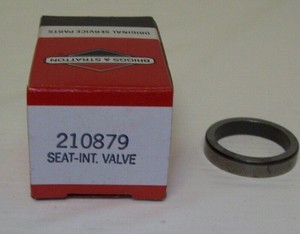 ORIGINAL SERVICE PARTS
BRIGGS & STRATTON
210879
SEAT-INT. VALVE